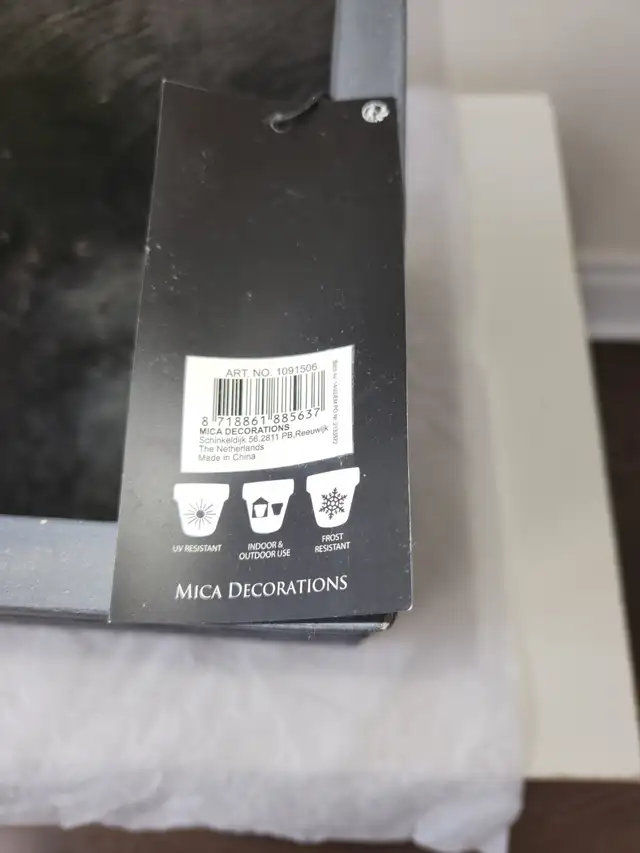 ART. NO. 1091506
8 718861 885637
MICA DECORATIONS
Schinkeldijk 56,2811 PB,Reeuwijk
The Netherlands
Made in China
UV RESISTANT
INDOOR &
OUTDOOR USE
FROST
RESISTANT
MICA DECORATIONS